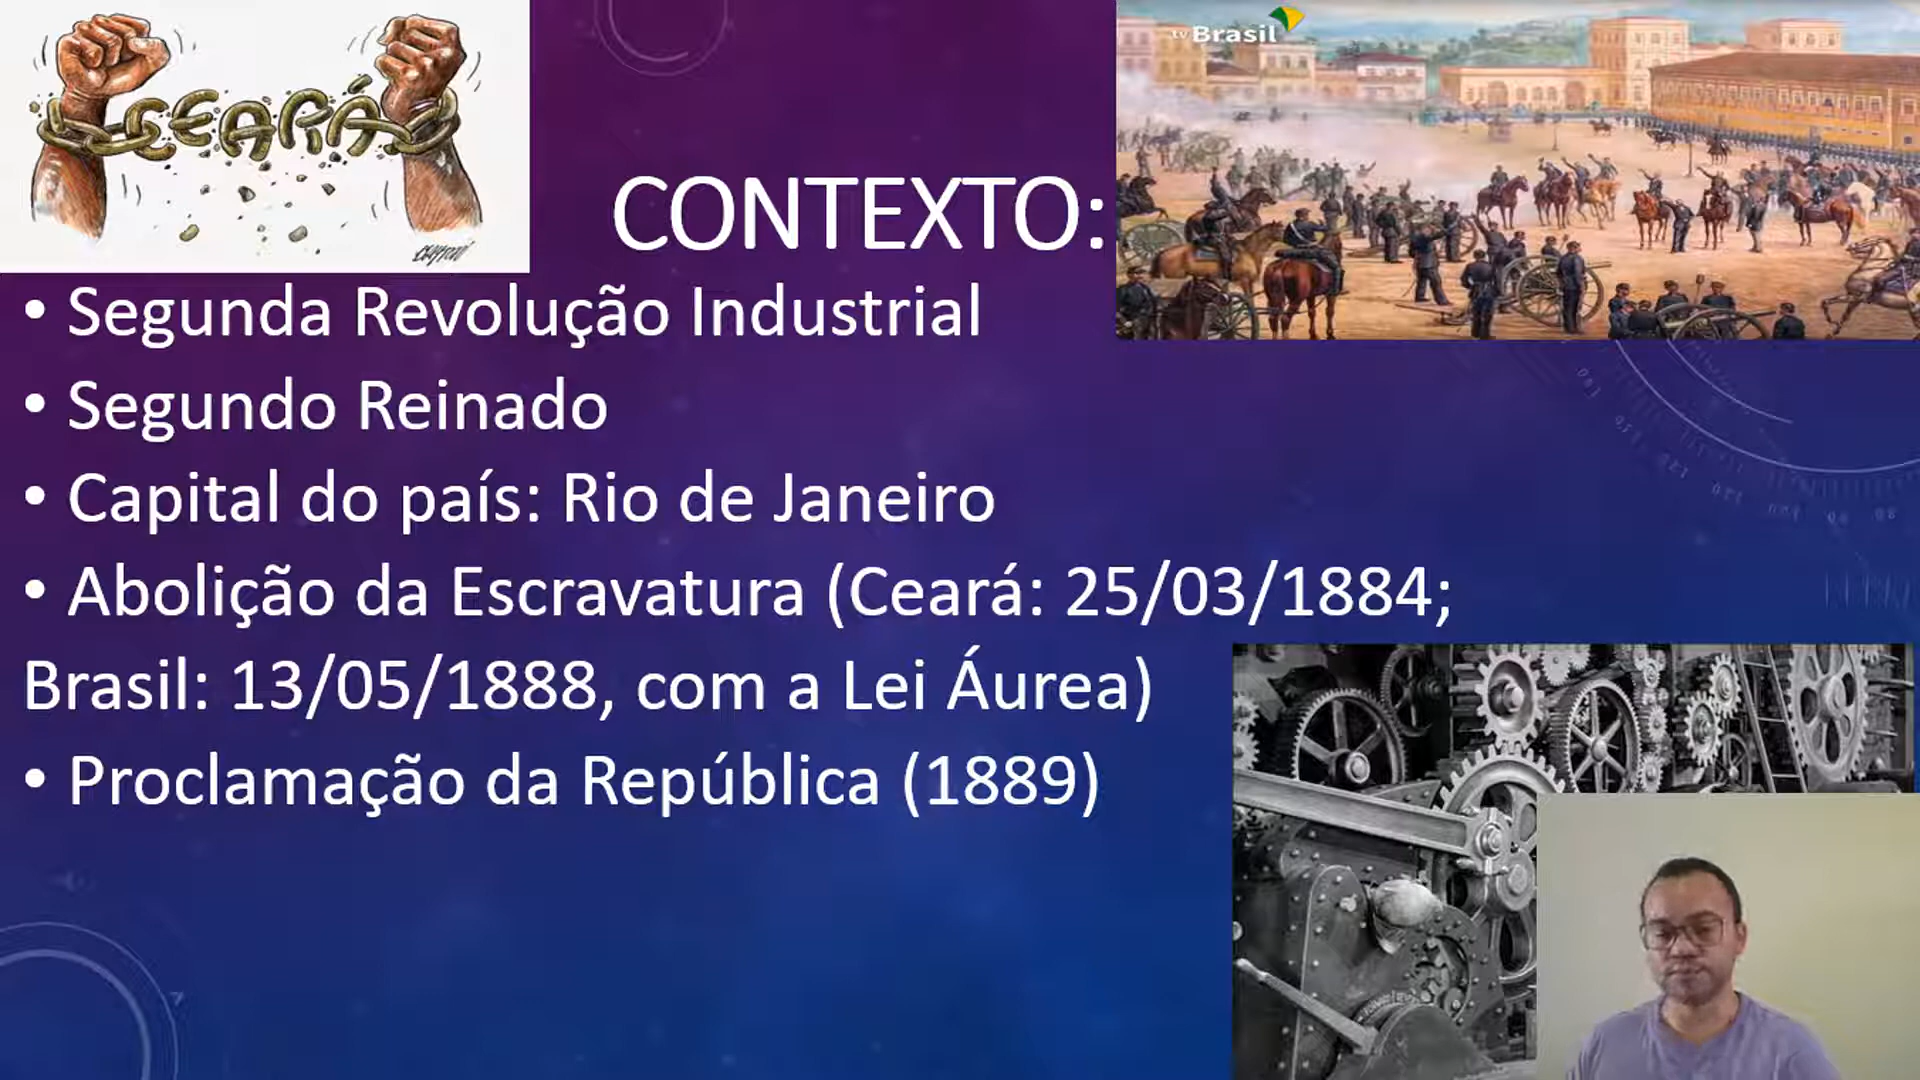 CEARÁ
tv Brasil
CONTEXTO:
• Segunda Revolução Industrial
• Segundo Reinado
• Capital do país: Rio de Janeiro
• Abolição da Escravatura (Ceará: 25/03/1884;
Brasil: 13/05/1888, com a Lei Áurea)
• Proclamação da República (1889)